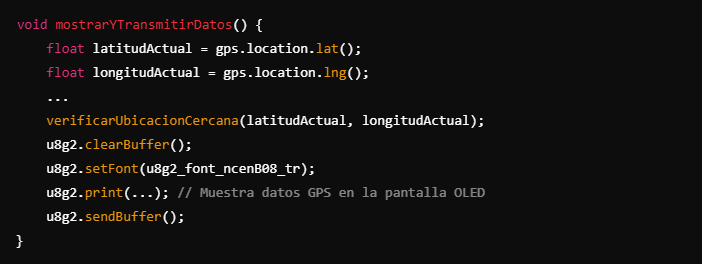 void mostrarYTransmitirDatos() {
    float latitudActual = gps.location.lat();
    float longitudActual = gps.location.lng();
    ...
    verificarUbicacionCercana(latitudActual, longitudActual);
    u8g2.clearBuffer();
    u8g2.setFont(u8g2_font_ncenB08_tr);
    u8g2.print(...); // Muestra datos GPS en la pantalla OLED
    u8g2.sendBuffer();
}